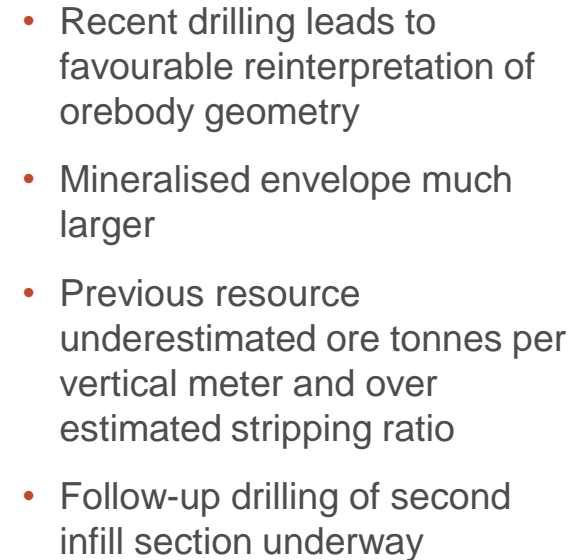 • Recent drilling leads to
favourable reinterpretation of
orebody geometry
• Mineralised envelope much
larger
• Previous resource
underestimated ore tonnes per
vertical meter and over
estimated stripping ratio
• Follow-up drilling of second
infill section underway